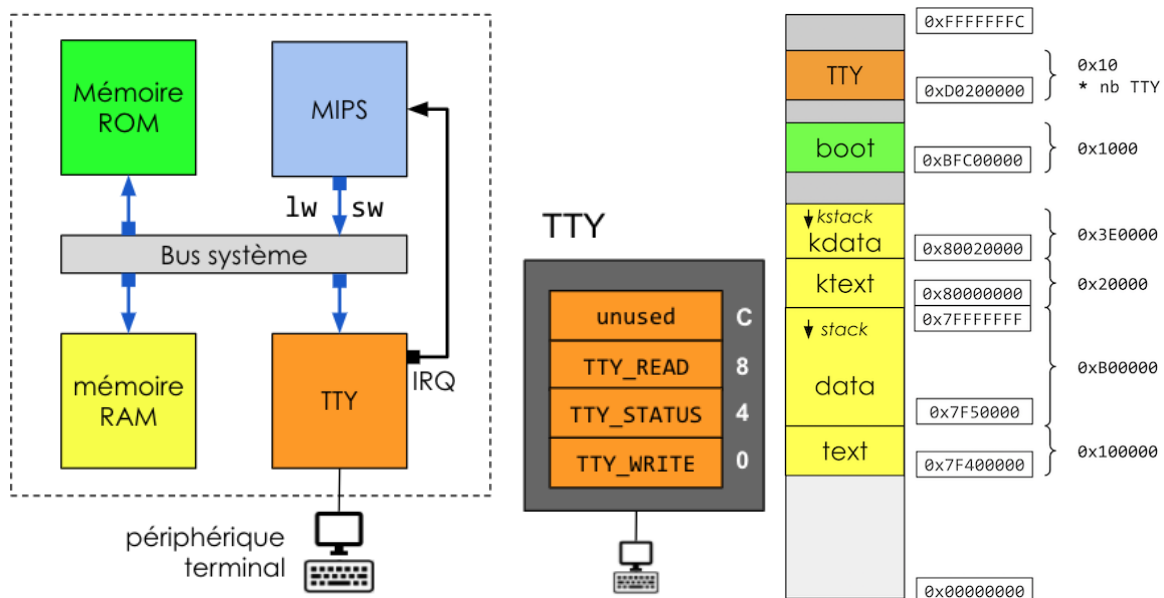 Mémoire
ROM
MIPS
lw sw
Bus système
mémoire
RAM
TTY
IRQ
périphérique
terminal
TTY
unused C
TTY_READ 8
TTY_STATUS 4
TTY_WRITE 0
0xFFFFFFFC
TTY
0xD0200000
0x10
* nb TTY
boot
0xBFC00000
0x1000
kstack
kdata
0x80020000
0x3E0000
ktext
0x80000000
0x20000
0x7FFFFFFF
stack
data
0x7F50000
0xB00000
text
0x7F400000
0x100000
0x00000000